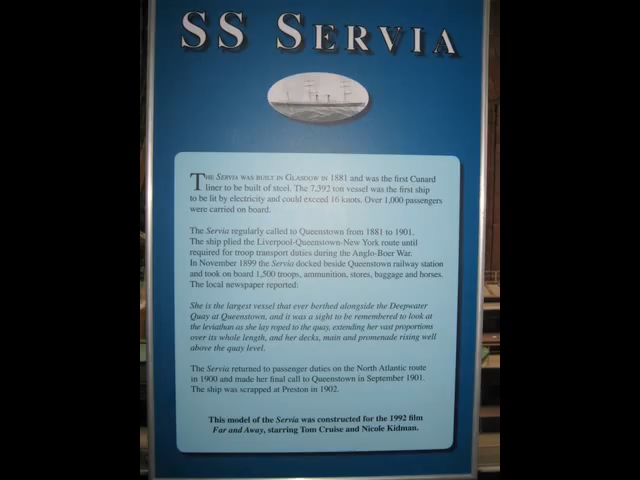 SS SERVIA
THE SERVIA WAS BUILT IN GLASGOW IN 1881 and was the first Cunard
liner to be built of steel. The 7,392 ton vessel was the first ship
to be lit by electricity and could exceed 16 knots. Over 1,000 passengers
were carried on board.
The Servia regularly called to Queenstown from 1881 to 1901.
The ship plied the Liverpool-Queenstown-New York route until
required for troop transport duties during the Anglo-Boer War.
In November 1899 the Servia docked beside Queenstown railway station
and took on board 1,500 troops, ammunition, stores, baggage and horses.
The local newspaper reported:
She is the largest vessel that ever berthed alongside the Deepwater
Quay at Queenstown, and it was a sight to be remembered to look at
the leviathan as she lay roped to the quay, extending her vast proportions
over its whole length, and her decks, main and promenade rising well
above the quay level.
The Servia returned to passenger duties on the North Atlantic route
in 1900 and made her final call to Queenstown in September 1901.
The ship was scrapped at Preston in 1902.
This model of the Servia was constructed for the 1992 film
Far and Away, starring Tom Cruise and Nicole Kidman.